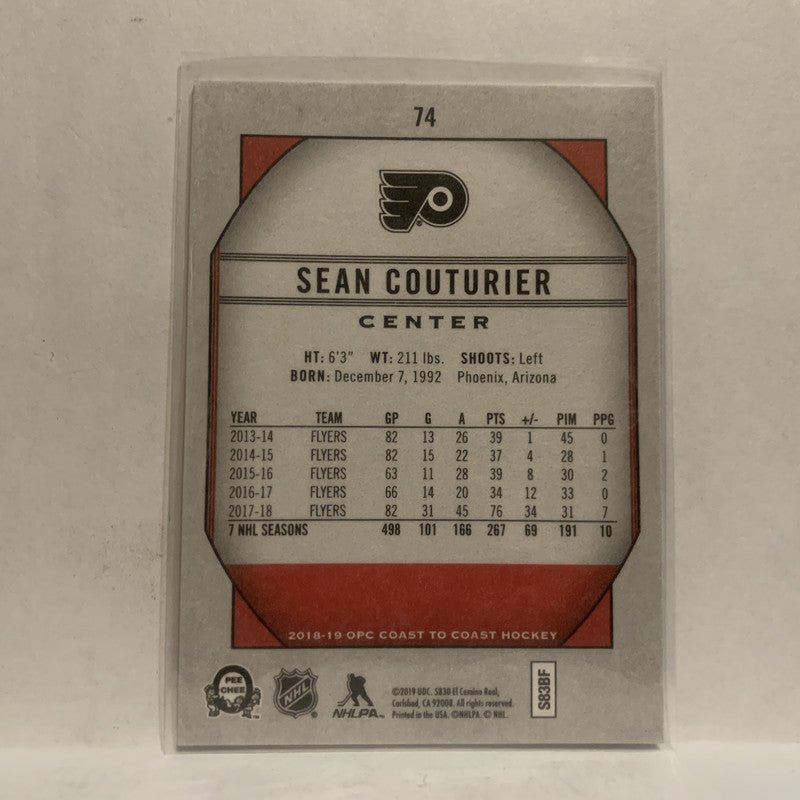 74
SEAN COUTURIER
CENTER
HT: 6'3" WT: 211 lbs. SHOOTS: Left
BORN: December 7, 1992 Phoenix, Arizona
YEAR TEAM GP G A PTS +/- PIM PPG
2013-14 FLYERS 82 13 26 39 1 45 0
2014-15 FLYERS 82 15 22 37 4 28 1
2015-16 FLYERS 63 11 28 39 8 30 2
2016-17 FLYERS 66 14 20 34 12 33 0
2017-18 FLYERS 82 31 45 76 34 31 7
7 NHL SEASONS 498 101 166 267 69 191 10
2018-19 OPC COAST TO COAST HOCKEY
PEE
CHEE
NHL
NHLPA
©2019 UDC. 5830 El Camino Real,
Carlsbad, CA 92008. All rights reserved.
Printed in the USA. ©NHLPA. © NHL.
S83BF